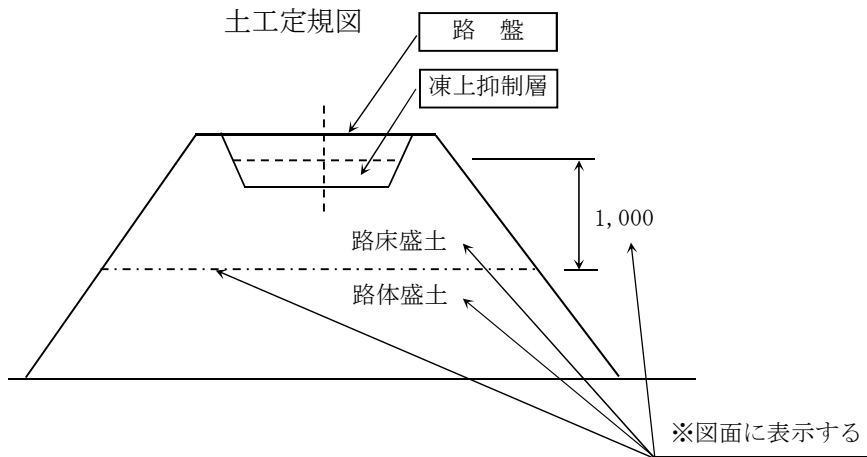 土工定規図
路　盤
凍上抑制層
1,000
路床盛土
路体盛土
※図面に表示する